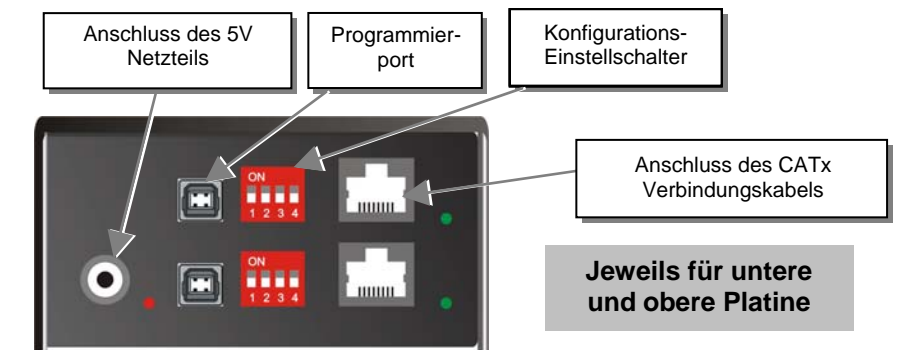 Anschluss des 5V
Netzteils
Programmier-
port
Konfigurations-
Einstellschalter
Anschluss des CATx
Verbindungskabels
ON
1 2 3 4
ON
1 2 3 4
Jeweils für untere
und obere Platine